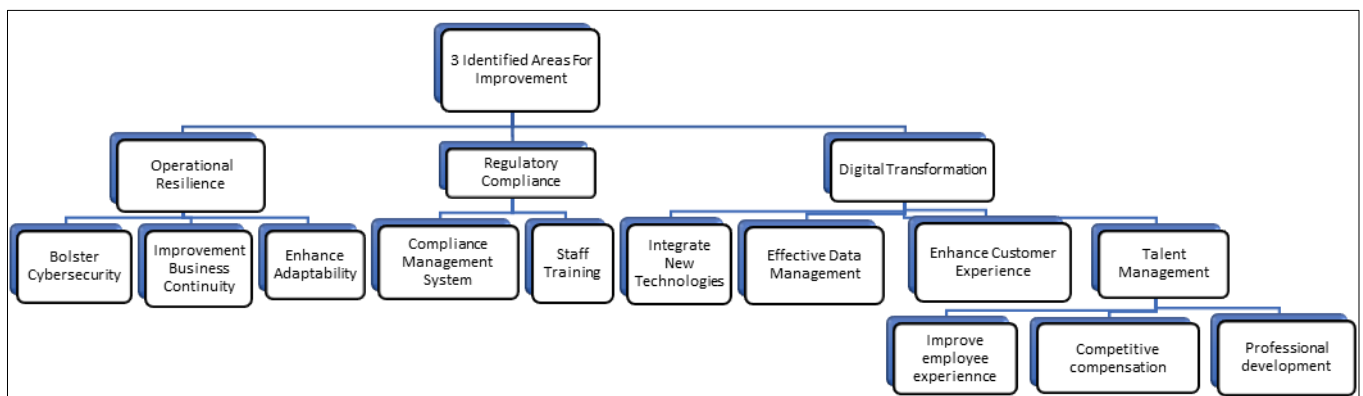 3 Identified Areas For
Improvement
Operational
Resilience
Regulatory
Compliance
Digital Transformation
Bolster
Cybersecurity
Improvement
Business
Continuity
Enhance
Adaptability
Compliance
Management
System
Staff
Training
Integrate
New
Technologies
Effective Data
Management
Enhance Customer
Experience
Talent
Management
Improve
employee
experiennce
Competitive
compensation
Professional
development